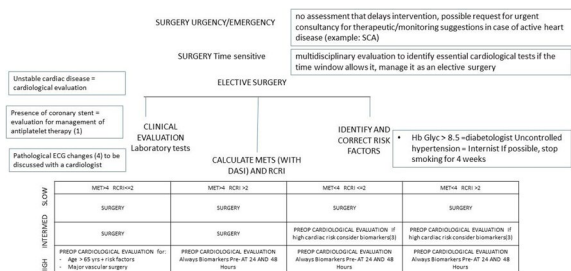 SURGERY URGENCY/EMERGENCY
no assessment that delays intervention, possible request for urgent
consultancy for therapeutic/monitoring suggestions in case of active heart
disease (example: SCA)
SURGERY Time sensitive
multidisciplinary evaluation to identify essential cardiological tests if the
time window allows it, manage it as an elective surgery
ELECTIVE SURGERY
Unstable cardiac disease =
cardiological evaluation
Presence of coronary stent =
evaluation for management of
antiplatelet therapy (1)
Pathological ECG changes (4) to be
discussed with a cardiologist
CLINICAL
EVALUATION
Laboratory tests
CALCULATE METS (WITH
DASI) AND RCRI
IDENTIFY AND
CORRECT RISK
FACTORS
• Hb Glyc > 8.5 =diabetologist Uncontrolled
hypertension = Internist If possible, stop
smoking for 4 weeks
SLOW
MET>4 RCRI<=2
MET>4 RCRI >2
MET<4 RCRI <=2
MET<4 RCRI >2
SURGERY
SURGERY
SURGERY
SURGERY
INTERMED
SURGERY
SURGERY
PREOP CARDIOLOGICAL EVALUATION If
high cardiac risk consider biomarkers(3)
PREOP CARDIOLOGICAL EVALUATION if
high cardiac risk consider biomarkers(3)
HIGH
PREOP CARDIOLOGICAL EVALUATION for:
- Age > 65 yrs + risk factors
- Major vascular surgery
PREOP CARDIOLOGICAL EVALUATION
Always Biomarkers Pre- AT 24 AND 48
Hours
PREOP CARDIOLOGICAL EVALUATION
Always Biomarker Pre- AT 24 AND 48
Hours
PREOP CARDIOLOGICAL EVALUATION
Always Biomarkers Pre- AT 24 AND 48
Hours